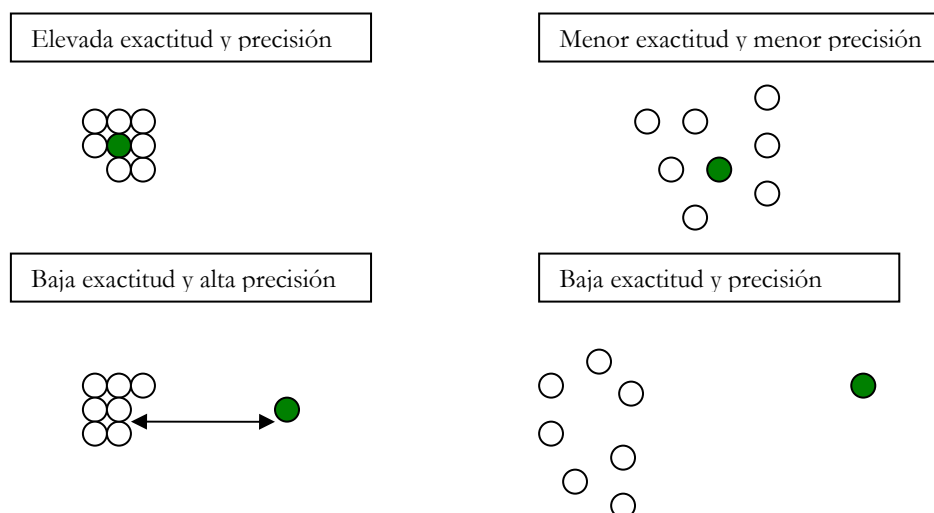 Elevada exactitud y precisión
Menor exactitud y menor precisión
Baja exactitud y alta precisión
Baja exactitud y precisión